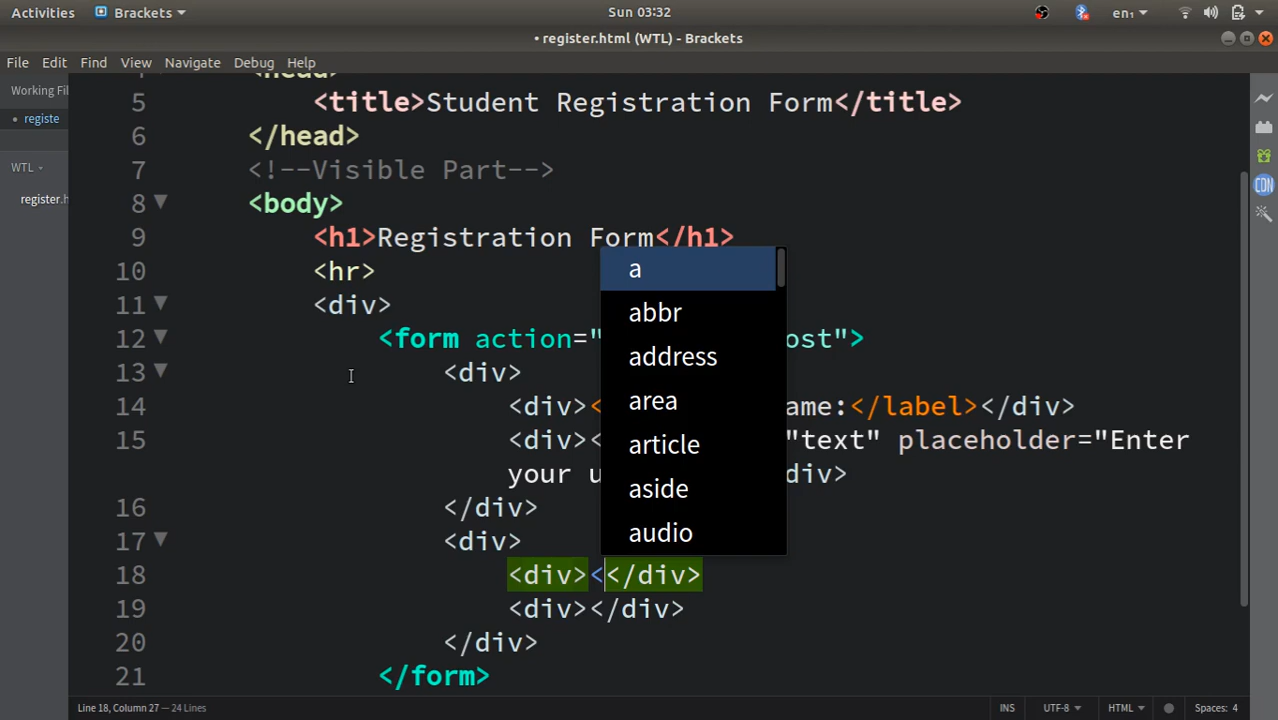 Activities Brackets Sun 03:32 en₁
• register.html (WTL) - Brackets
File Edit Find View Navigate Debug Help
Working Fil
• registe
WTL
register.h
5 <title>Student Registration Form</title>
6 </head>
7 <!--Visible Part-->
8 <body>
9 <h1>Registration Form</h1>
10 <hr>
11 <div>
12 <form action=" ost">
13 <div>
14 <div>< ame:</label></div>
15 <div>< "text" placeholder="Enter
your u div>
16 </div>
17 <div>
18 <div><</div>
19 <div></div>
20 </div>
21 </form>
a
abbr
address
area
article
aside
audio
CDN
Line 18, Column 27 — 24 Lines INS UTF-8 HTML Spaces: 4